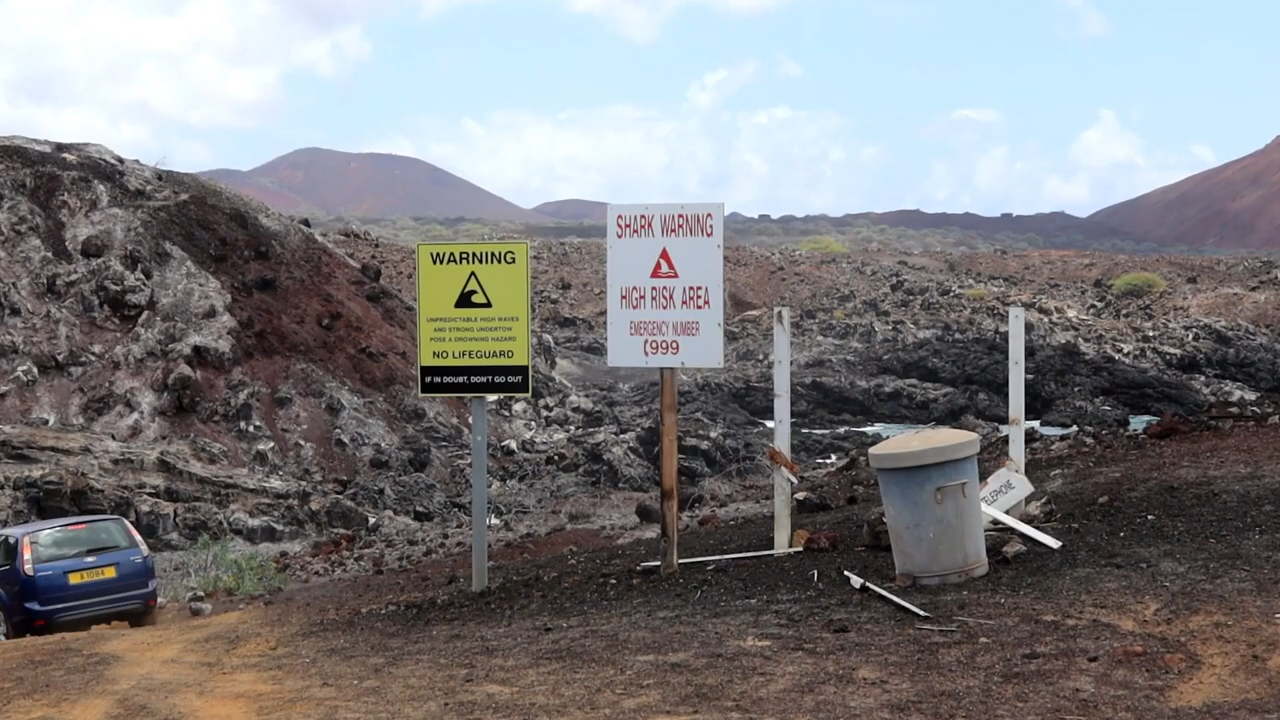 WARNING
UNPREDICTABLE HIGH WAVES
AND STRONG UNDERTOW
POSE A DROWNING HAZARD
NO LIFEGUARD
IF IN DOUBT, DON'T GO OUT
SHARK WARNING
HIGH RISK AREA
EMERGENCY NUMBER
999
TELEPHONE
A 1084